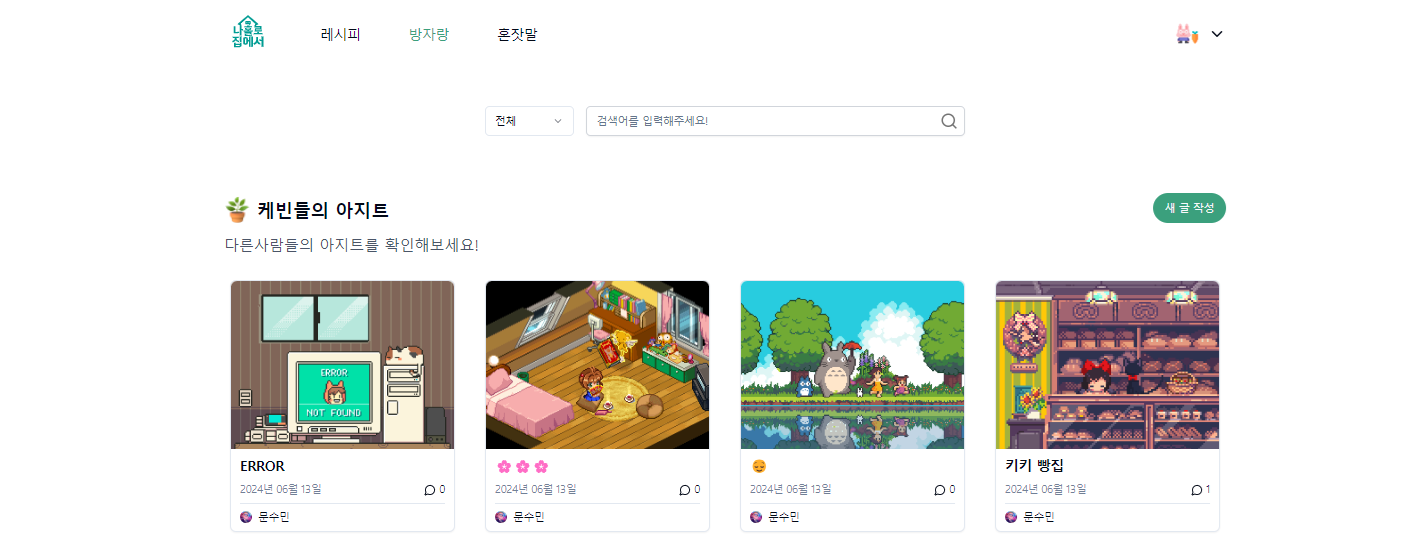 나홀로
집에서
레시피 방자랑 혼잣말
전체
검색어를 입력해주세요!
케빈들의 아지트
새 글 작성
다른사람들의 아지트를 확인해보세요!
ERROR
NOT FOUND
ERROR
2024년 06월 13일 0
문수민
🌸 🌸 🌸
2024년 06월 13일 0
문수민
😌
2024년 06월 13일 0
문수민
키키 빵집
2024년 06월 13일 1
문수민